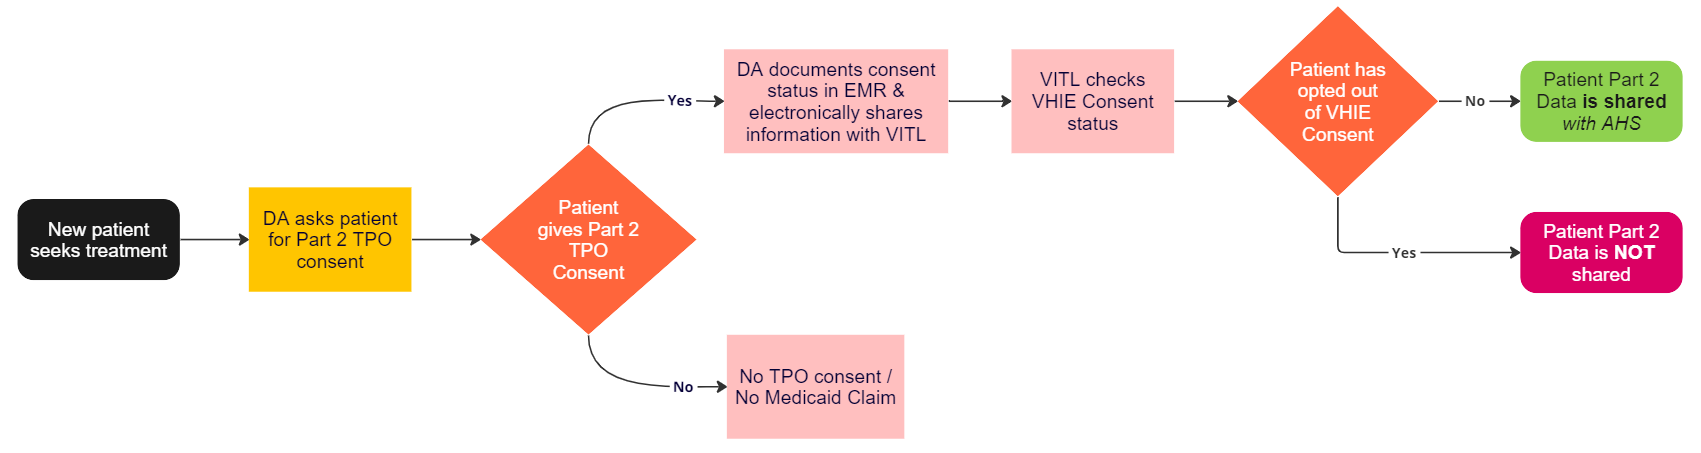 New patient
seeks treatment
DA asks patient
for Part 2 TPO
consent
Patient
gives Part 2
TPO
Consent
Yes
DA documents consent
status in EMR &
electronically shares
information with VITL
VITL checks
VHIE Consent
status
Patient has
opted out
of VHIE
Consent
No
Patient Part 2
Data is shared
with AHS
Yes
Patient Part 2
Data is NOT
shared
No
No TPO consent /
No Medicaid Claim